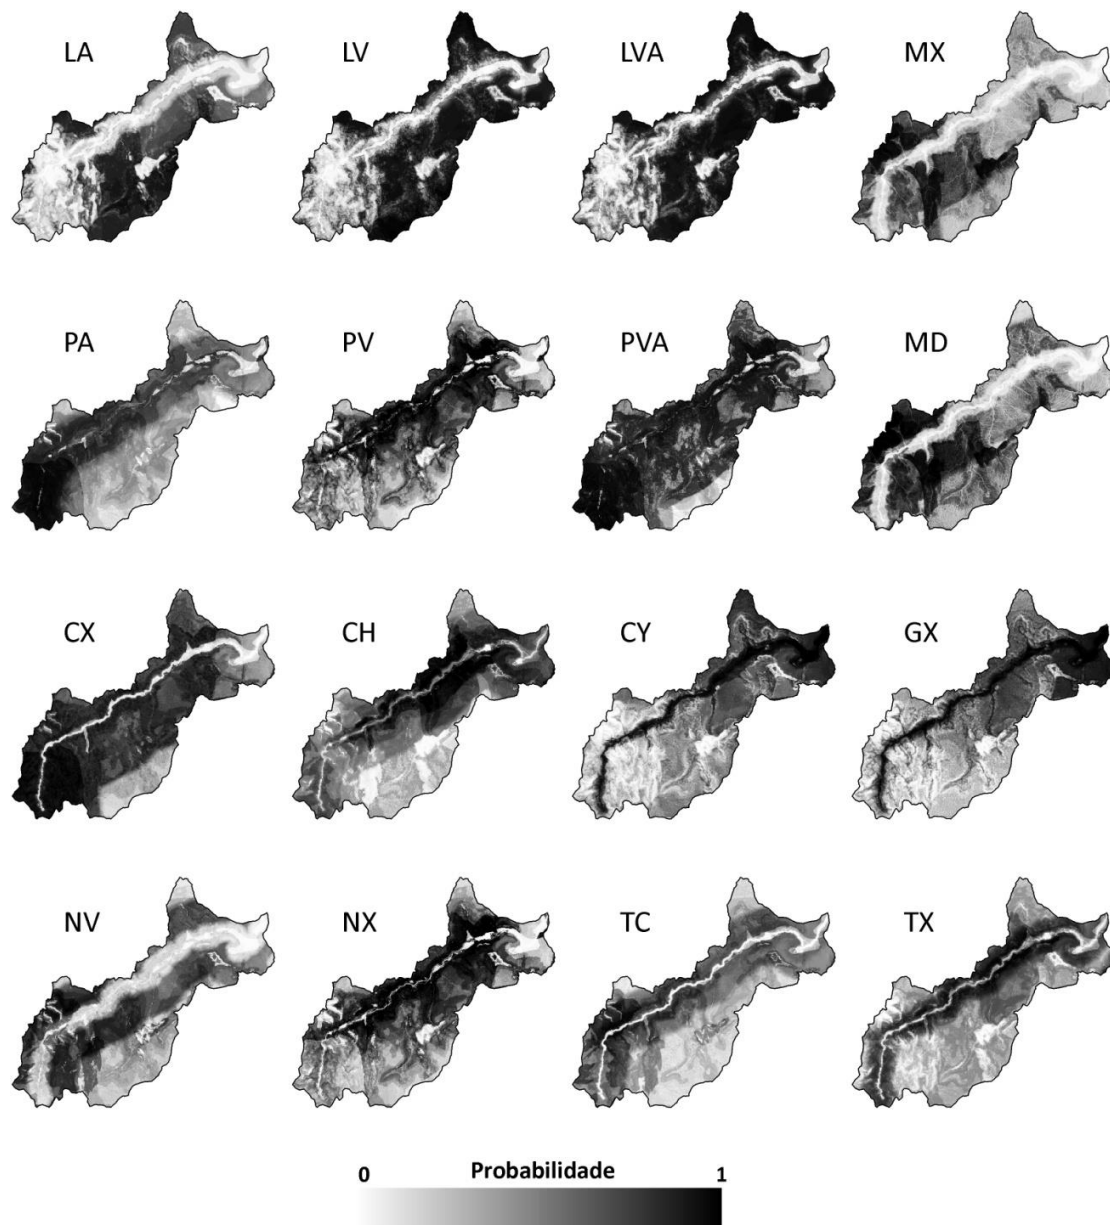 LA LV LVA MX
PA PV PVA MD
CX CH CY GX
NV NX TC TX
0 Probabilidade 1